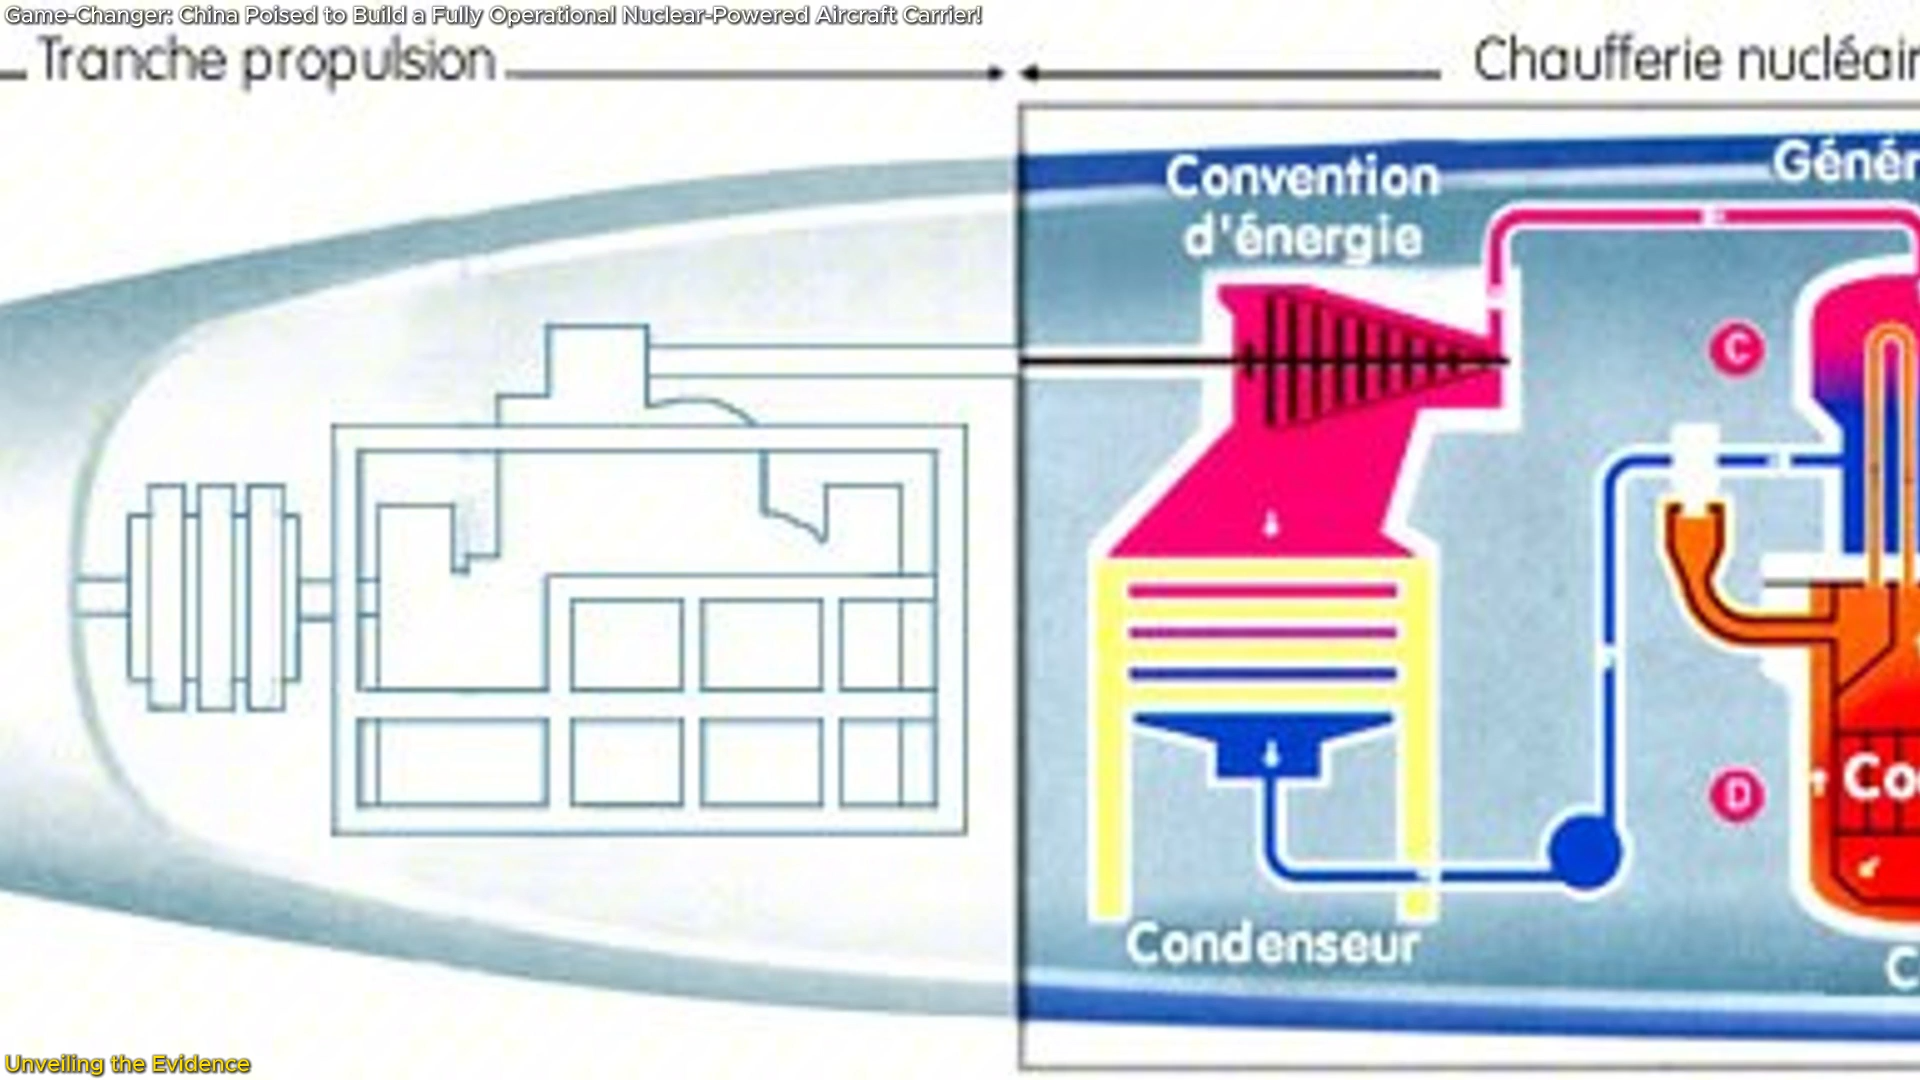 Game-Changer: China Poised to Build a Fully Operational Nuclear-Powered Aircraft Carrier!
Tranche propulsion
Chaufferie nucléair
Convention
d'énergie
Génér
C
D
Co
Condenseur
C
Unveiling the Evidence